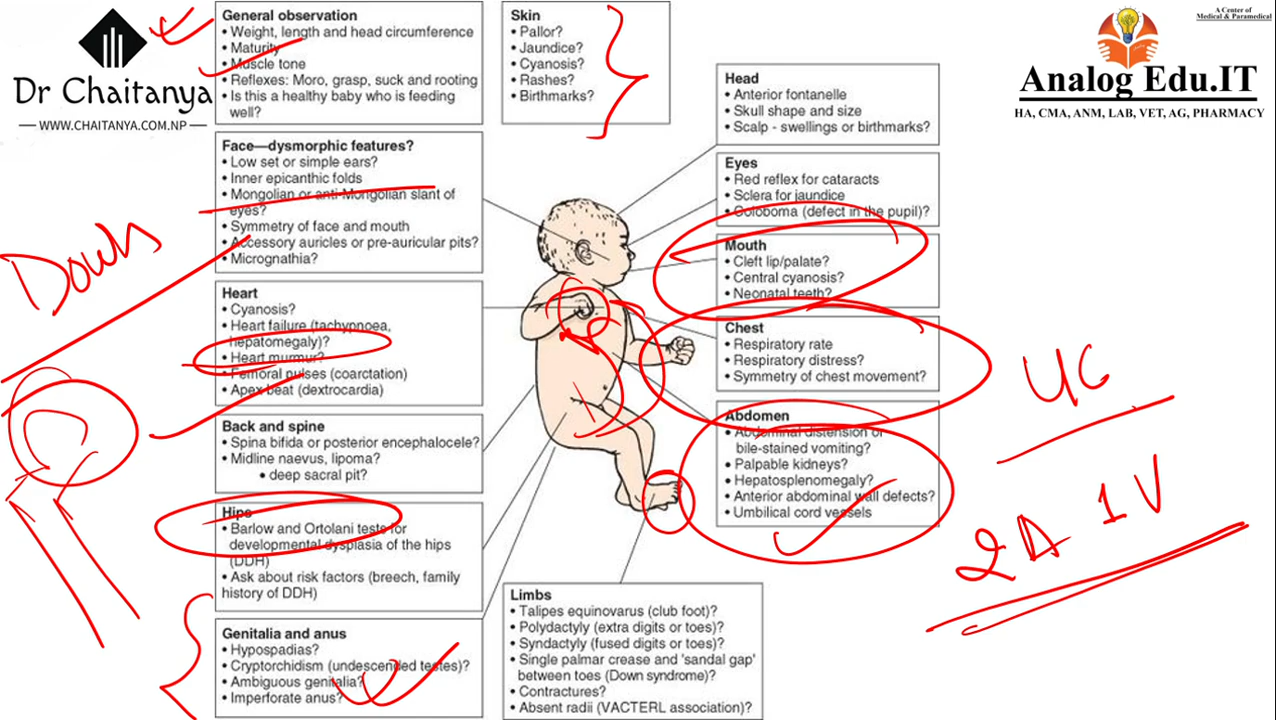 Dr Chaitanya
WWW.CHAITANYA.COM.NP
General observation
• Weight, length and head circumference
• Maturity
• Muscle tone
• Reflexes: Moro, grasp, suck and rooting
• Is this a healthy baby who is feeding
well?
Skin
• Pallor?
• Jaundice?
• Cyanosis?
• Rashes?
• Birthmarks?
A Center of
Medical & Paramedical
Analog Edu.IT
HA, CMA, ANM, LAB, VET, AG, PHARMACY
Head
• Anterior fontanelle
• Skull shape and size
• Scalp - swellings or birthmarks?
Face—dysmorphic features?
• Low set or simple ears?
• Inner epicanthic folds
• Mongolian or anti-Mongolian slant of
eyes?
• Symmetry of face and mouth
• Accessory auricles or pre-auricular pits?
• Micrognathia?
Eyes
• Red reflex for cataracts
• Sclera for jaundice
• Coloboma (defect in the pupil)?
Mouth
• Cleft lip/palate?
• Central cyanosis?
• Neonatal teeth?
Downs
Heart
• Cyanosis?
• Heart failure (tachypnoea,
hepatomegaly)?
• Heart murmur?
• Femoral pulses (coarctation)
• Apex beat (dextrocardia)
Chest
• Respiratory rate
• Respiratory distress?
• Symmetry of chest movement?
UC
2A 1V
Back and spine
• Spina bifida or posterior encephalocele?
• Midline naevus, lipoma?
• deep sacral pit?
Abdomen
• Abdominal distension or
bile-stained vomiting?
• Palpable kidneys?
• Hepatosplenomegaly?
• Anterior abdominal wall defects?
• Umbilical cord vessels
Hips
• Barlow and Ortolani tests for
developmental dysplasia of the hips
(DDH)
• Ask about risk factors (breech, family
history of DDH)
Genitalia and anus
• Hypospadias?
• Cryptorchidism (undescended testes)?
• Ambiguous genitalia?
• Imperforate anus?
Limbs
• Talipes equinovarus (club foot)?
• Polydactyly (extra digits or toes)?
• Syndactyly (fused digits or toes)?
• Single palmar crease and 'sandal gap'
between toes (Down syndrome)?
• Contractures?
• Absent radii (VACTERL association)?